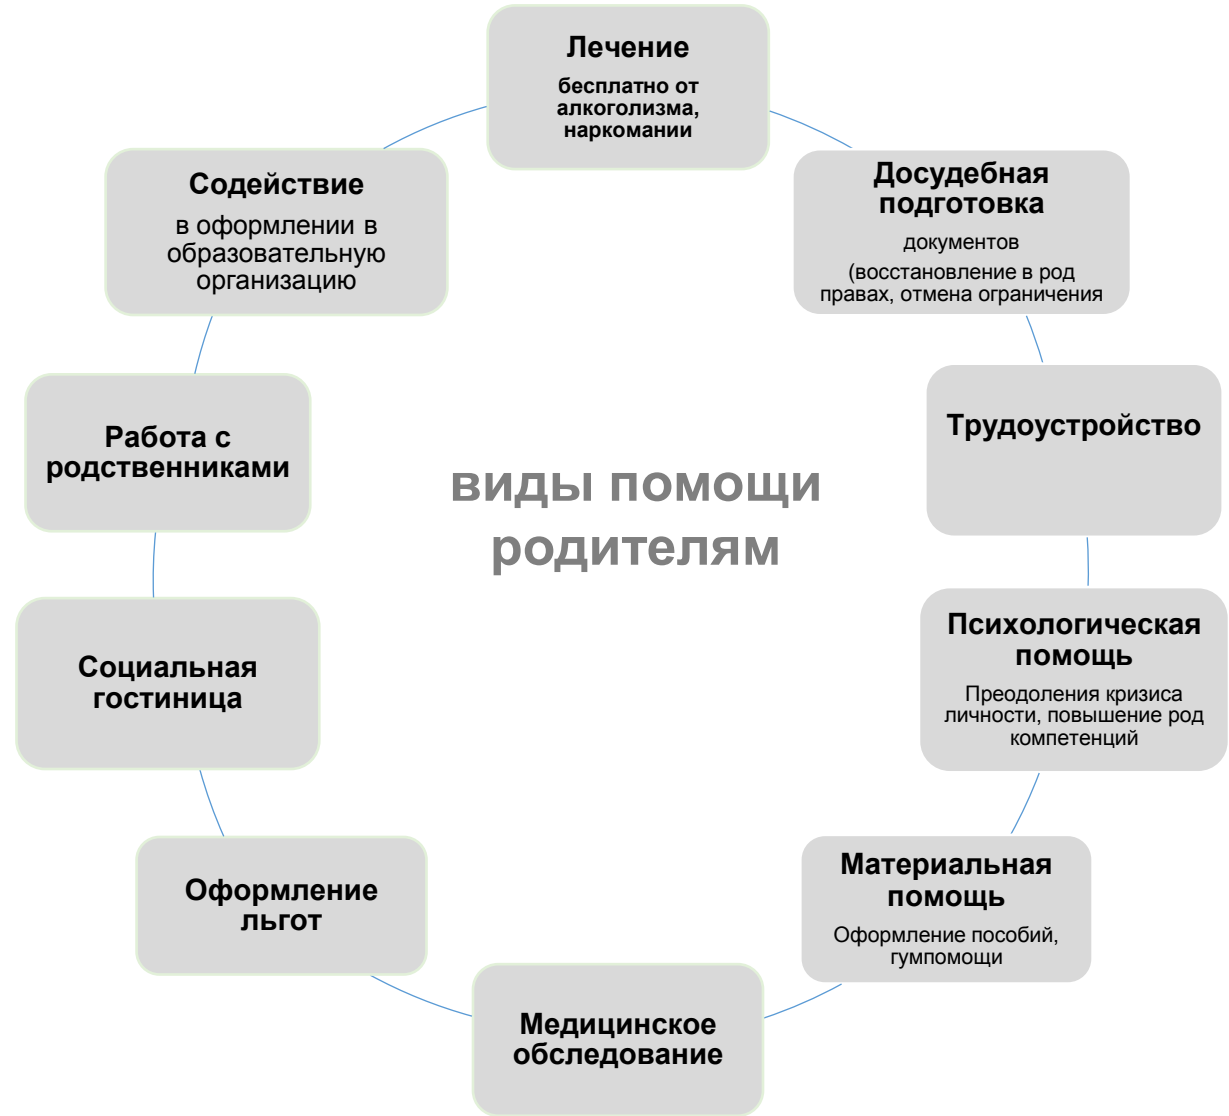 Лечение
бесплатно от
алкоголизма,
наркомании
Досудебная
подготовка
документов
(восстановление в род
правах, отмена ограничения
Трудоустройство
Психологическая
помощь
Преодоления кризиса
личности, повышение род
компетенций
Материальная
помощь
Оформление пособий,
гумпомощи
Медицинское
обследование
Оформление
льгот
Социальная
гостиница
Работа с
родственниками
Содействие
в оформлении в
образовательную
организацию
виды помощи
родителям